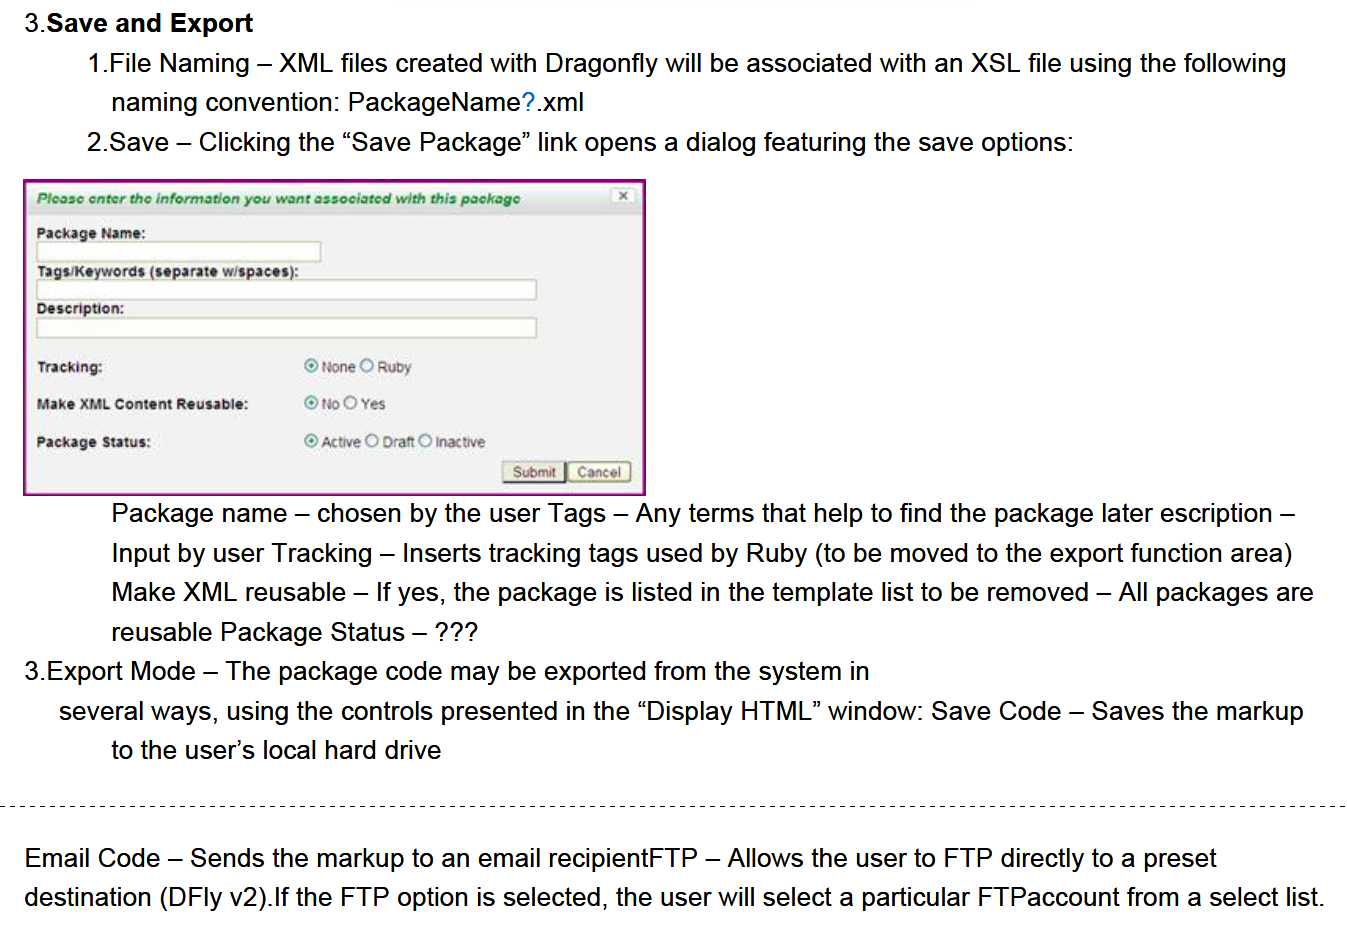 3.Save and Export
1.File Naming – XML files created with Dragonfly will be associated with an XSL file using the following
naming convention: PackageName?.xml
2.Save – Clicking the “Save Package” link opens a dialog featuring the save options:
Please enter the information you want associated with this package
x
Package Name:
Tags/Keywords (separate w/spaces):
Description:
Tracking: None Ruby
Make XML Content Reusable: No Yes
Package Status: Active Draft Inactive
Submit Cancel
Package name – chosen by the user Tags – Any terms that help to find the package later escription –
Input by user Tracking – Inserts tracking tags used by Ruby (to be moved to the export function area)
Make XML reusable – If yes, the package is listed in the template list to be removed – All packages are
reusable Package Status – ???
3.Export Mode – The package code may be exported from the system in
several ways, using the controls presented in the “Display HTML” window: Save Code – Saves the markup
to the user’s local hard drive
Email Code – Sends the markup to an email recipientFTP – Allows the user to FTP directly to a preset
destination (DFly v2).If the FTP option is selected, the user will select a particular FTPaccount from a select list.